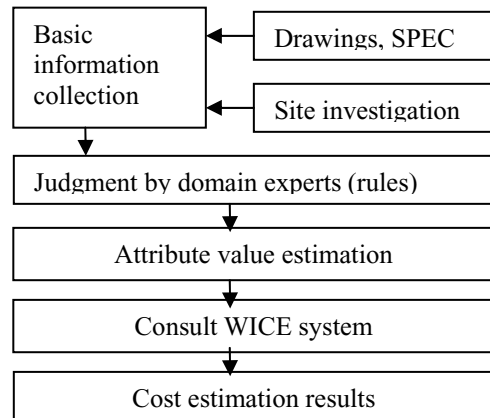 Basic
information
collection
Drawings, SPEC
Site investigation
Judgment by domain experts (rules)
Attribute value estimation
Consult WICE system
Cost estimation results